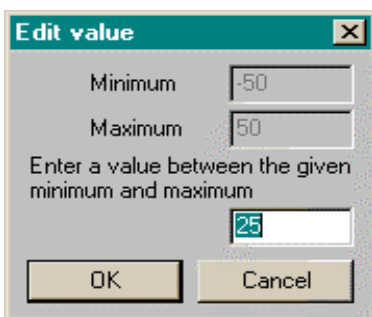 Edit value
Minimum -50
Maximum 50
Enter a value between the given
minimum and maximum
25
OK Cancel